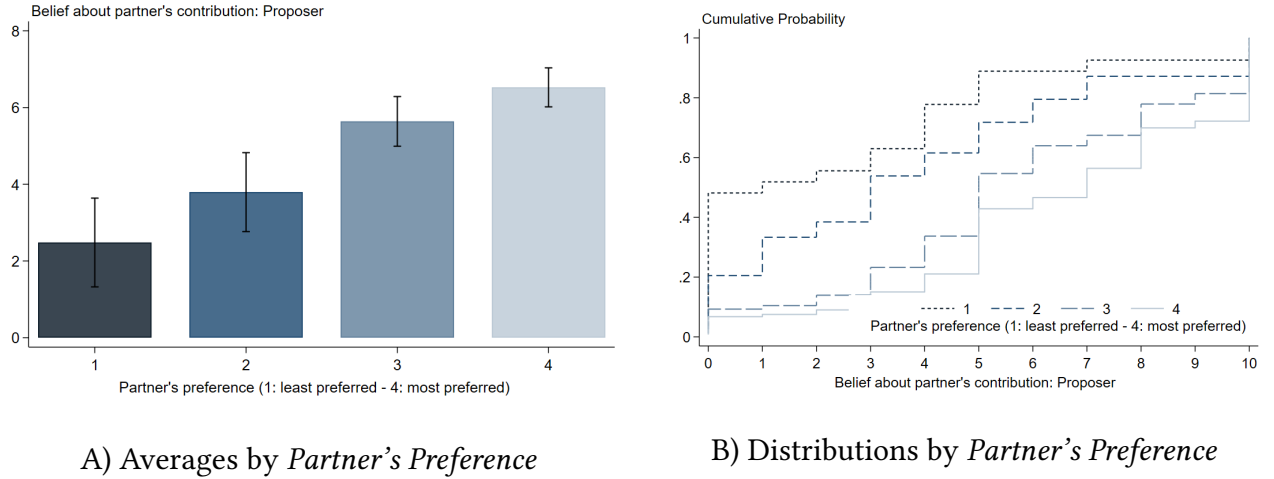 Belief about partner's contribution: Proposer
8
6
4
2
0
1 2 3 4
Partner's preference (1: least preferred - 4: most preferred)
A) Averages by Partner's Preference
Cumulative Probability
1
.8
.6
.4
.2
0
1 2 3 4
Partner's preference (1: least preferred - 4: most preferred)
0 1 2 3 4 5 6 7 8 9 10
Belief about partner's contribution: Proposer
B) Distributions by Partner's Preference